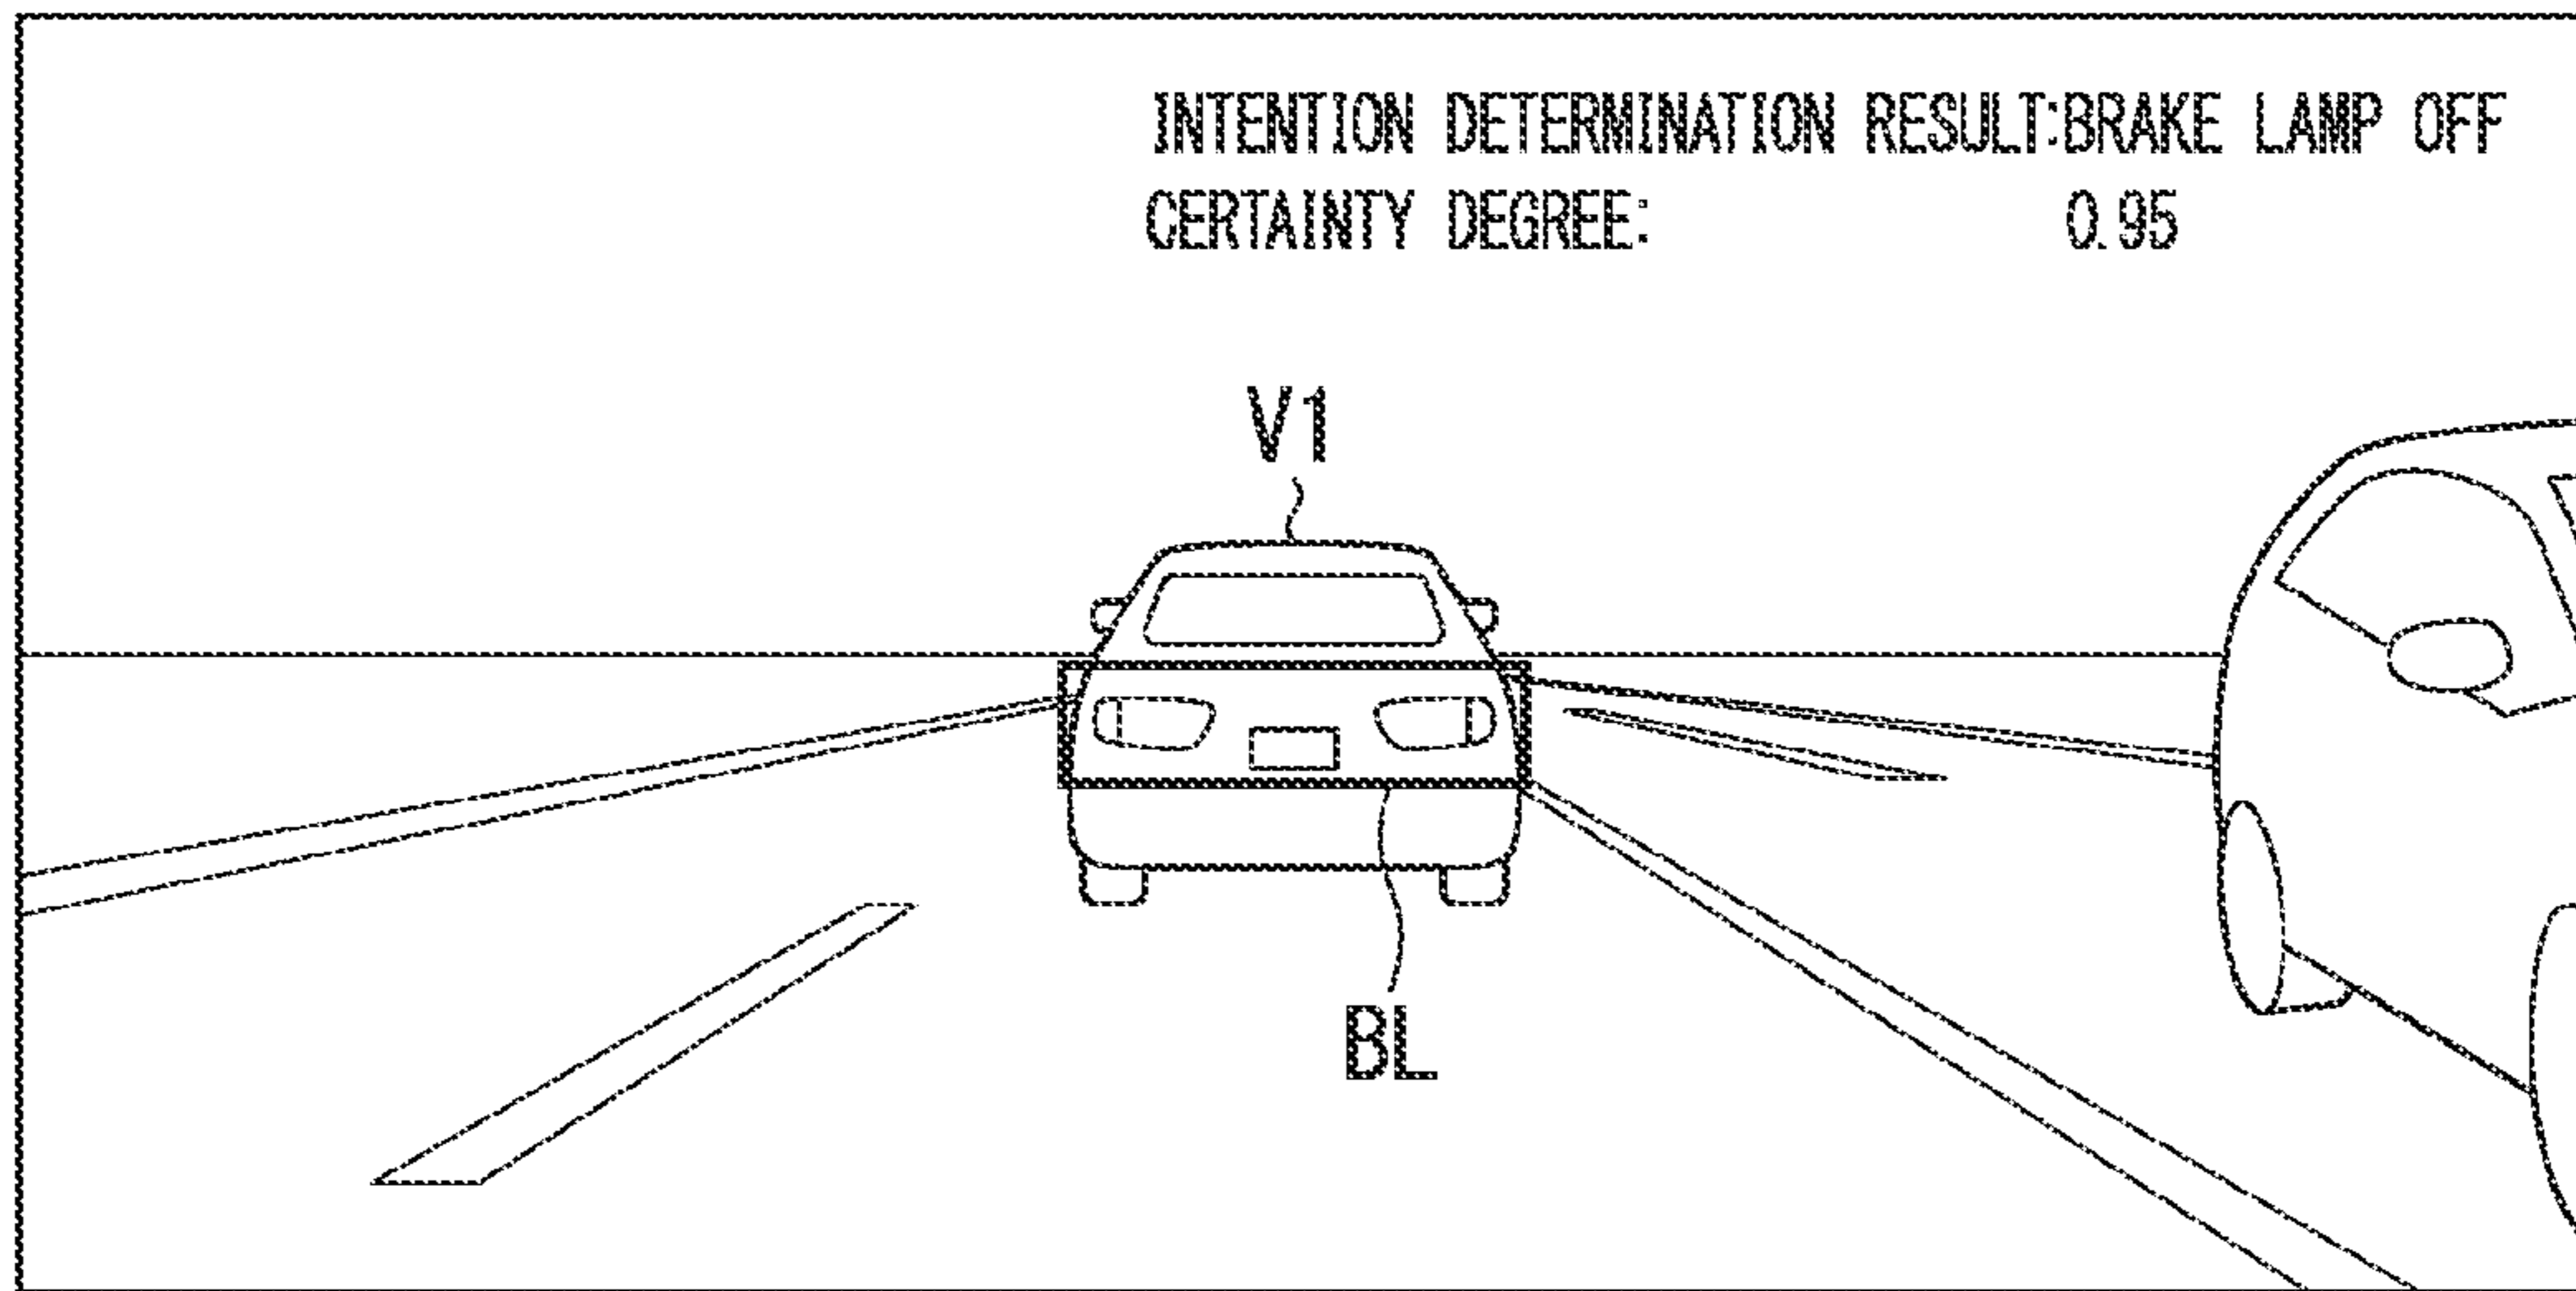 INTENTION DETERMINATION RESULT:BRAKE LAMP OFF
CERTAINTY DEGREE: 0.95
V1
BL